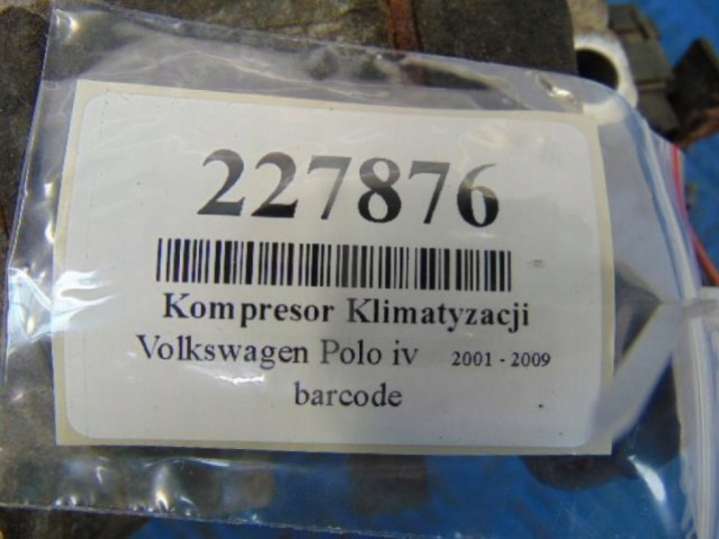 227876
Kompresor Klimatyzacji
Volkswagen Polo iv 2001 - 2009
barcode